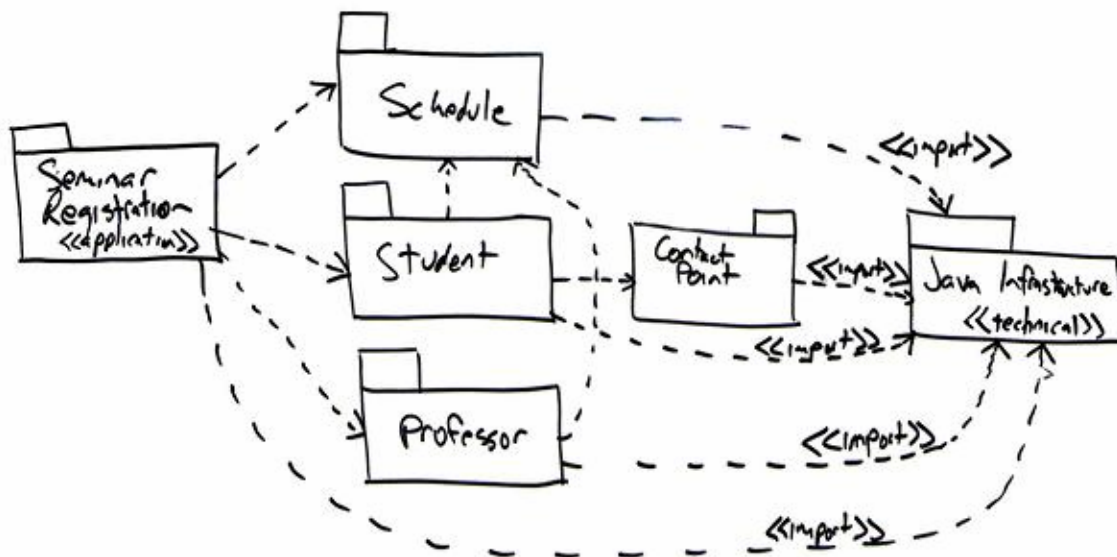 Schedule
<<import>>
Seminar
Registration
<<application>>
Student
Contact
Point
<<import>>
Java Infrastructure
<<technical>>
<<import>>
Professor
<<import>>
<<import>>